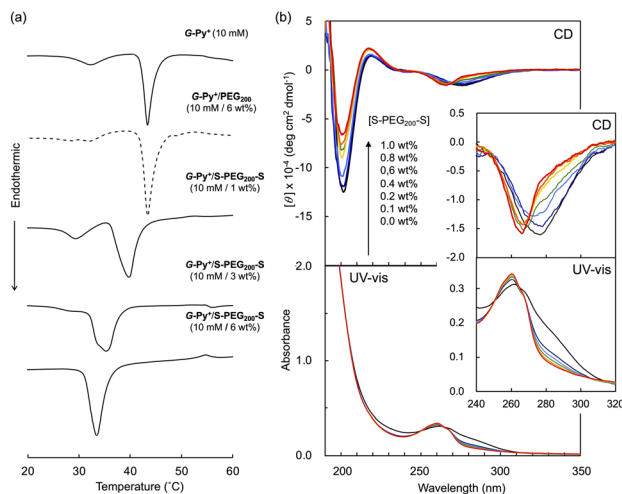 (a)
G-Py⁺ (10 mM)
G-Py⁺/PEG₂₀₀
(10 mM / 6 wt%)
G-Py⁺/S-PEG₂₀₀-S
(10 mM / 1 wt%)
G-Py⁺/S-PEG₂₀₀-S
(10 mM / 3 wt%)
G-Py⁺/S-PEG₂₀₀-S
(10 mM / 6 wt%)
Endothermic
20 30 40 50 60
Temperature (˚C)
(b)
CD
5
0
-5
-10
-15
[θ] x 10⁻⁴ (deg cm² dmol⁻¹)
[S-PEG₂₀₀-S]
1.0 wt%
0.8 wt%
0.6 wt%
0.4 wt%
0.2 wt%
0.1 wt%
0.0 wt%
CD
0.0
-0.5
-1.0
-1.5
-2.0
UV-vis
2.0
1.0
0
Absorbance
UV-vis
0.4
0.3
0.2
0.1
0
240 260 280 300 320
200 250 300 350
Wavelength (nm)